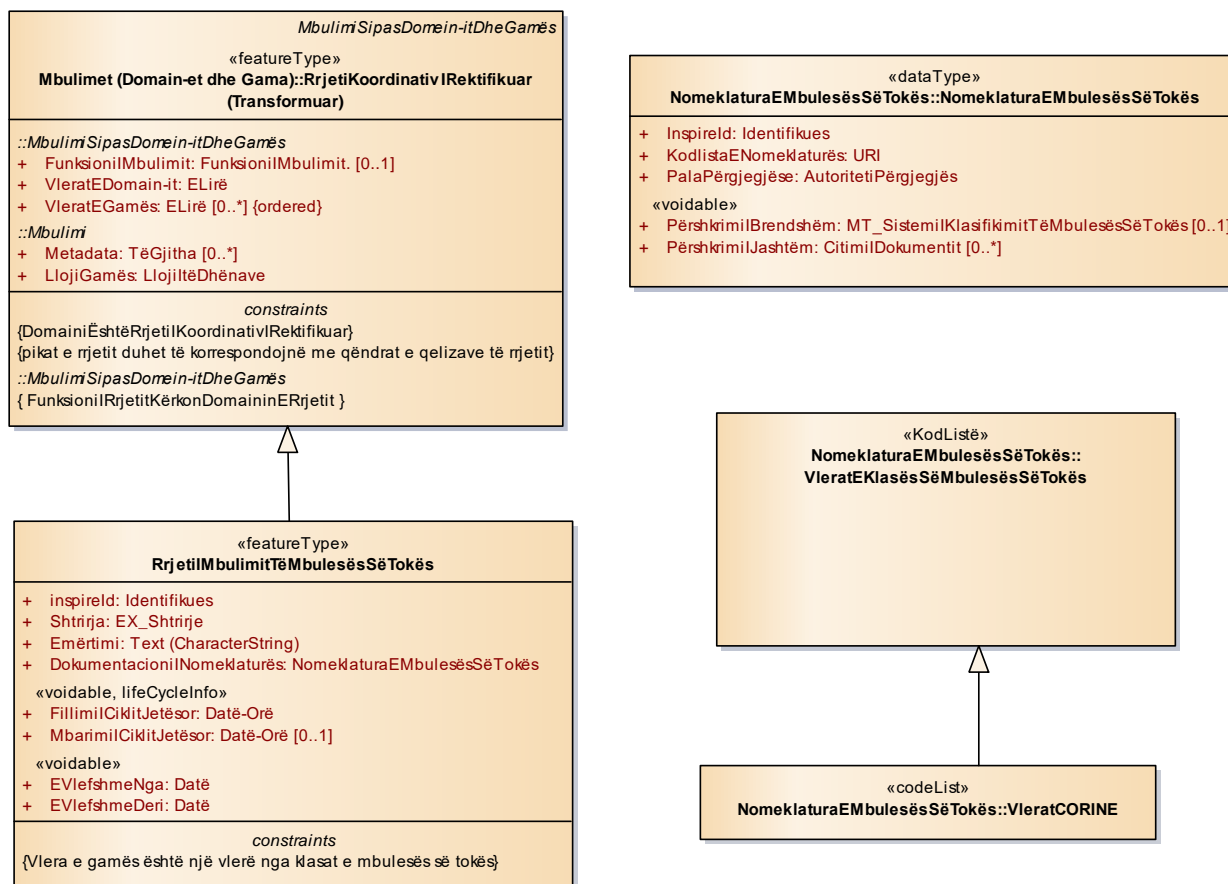 MbulimiSipasDomein-itDheGamës
«featureType»
Mbulimet (Domain-et dhe Gama)::RrjetiKoordinativIRektifikuar
(Transformuar)
::MbulimiSipasDomein-itDheGamës
+ FunksioniIMbulimit: FunksioniIMbulimit. [0..1]
+ VleratEDomain-it: ELirë
+ VleratEGamës: ELirë [0..*] {ordered}
::Mbulimi
+ Metadata: TëGjitha [0..*]
+ LlojiGamës: LlojiItëDhënave
constraints
{DomainiËshtëRrjetiIKoordinativIRektifikuar}
{pikat e rrjetit duhet të korrespondojnë me qëndrat e qelizave të rrjetit}
::MbulimiSipasDomein-itDheGamës
{ FunksioniIRrjetitKërkonDomaininERrjetit }
«featureType»
RrjetiIMbulimitTëMbulesësSëTokës
+ inspireId: Identifikues
+ Shtrirja: EX_Shtrirje
+ Emërtimi: Text (CharacterString)
+ DokumentacioniINomeklaturës: NomeklaturaEMbulesësSëTokës
«voidable, lifeCycleInfo»
+ FillimiICiklitJetësor: Datë-Orë
+ MbarimiICiklitJetësor: Datë-Orë [0..1]
«voidable»
+ EVlefshmeNga: Datë
+ EVlefshmeDeri: Datë
constraints
{Vlera e gamës është një vlerë nga klasat e mbulesës së tokës}
«dataType»
NomeklaturaEMbulesësSëTokës::NomeklaturaEMbulesësSëTokës
+ InspireId: Identifikues
+ KodlistaENomeklaturës: URI
+ PalaPërgjegjëse: AutoritetiPërgjegjës
«voidable»
+ PërshkrimiIBrendshëm: MT_SistemiIKlasifikimitTëMbulesësSëTokës [0..1]
+ PërshkrimiIJashtëm: CitimiIDokumentit [0..*]
«KodListë»
NomeklaturaEMbulesësSëTokës::
VleratEKlasësSëMbulesësSëTokës
«codeList»
NomeklaturaEMbulesësSëTokës::VleratCORINE